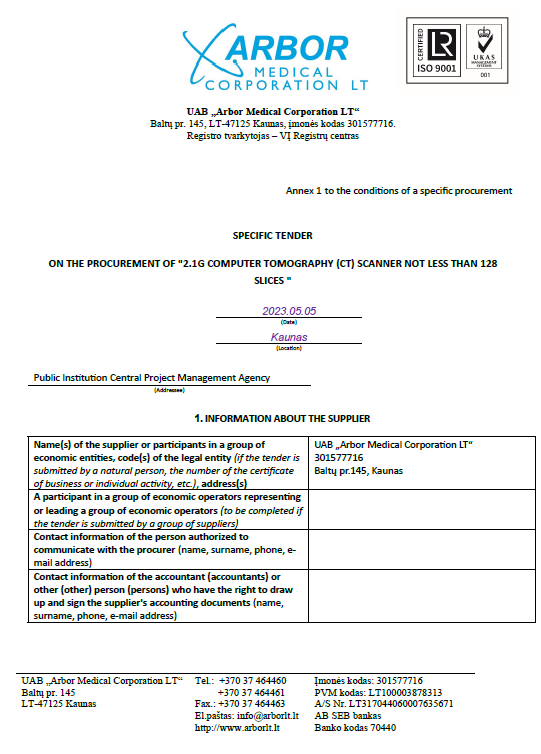 ARBOR
MEDICAL
CORPORATION LT
CERTIFIED
LR
ISO 9001
UKAS
MANAGEMENT
SYSTEMS
001
UAB „Arbor Medical Corporation LT“
Baltų pr. 145, LT-47125 Kaunas, įmonės kodas 301577716.
Registro tvarkytojas – VĮ Registrų centras
Annex 1 to the conditions of a specific procurement
SPECIFIC TENDER
ON THE PROCUREMENT OF "2.1G COMPUTER TOMOGRAPHY (CT) SCANNER NOT LESS THAN 128
SLICES "
2023.05.05
(Date)
Kaunas
(Location)
Public Institution Central Project Management Agency
(Addressee)
1. INFORMATION ABOUT THE SUPPLIER
Name(s) of the supplier or participants in a group of
economic entities, code(s) of the legal entity (if the tender is
submitted by a natural person, the number of the certificate
of business or individual activity, etc.), address(s)
UAB „Arbor Medical Corporation LT“
301577716
Baltų pr.145, Kaunas
A participant in a group of economic operators representing
or leading a group of economic operators (to be completed if
the tender is submitted by a group of suppliers)
Contact information of the person authorized to
communicate with the procurer (name, surname, phone, e-
mail address)
Contact information of the accountant (accountants) or
other (other) person (persons) who have the right to draw
up and sign the supplier's accounting documents (name,
surname, phone, e-mail address)
UAB „Arbor Medical Corporation LT“
Baltų pr. 145
LT-47125 Kaunas
Tel.: +370 37 464460
+370 37 464461
Fax.: +370 37 464463
El.paštas: info@arborlt.lt
http://www.arborlt.lt
Įmonės kodas: 301577716
PVM kodas: LT100003878313
A/S Nr. LT317044060007635671
AB SEB bankas
Banko kodas 70440